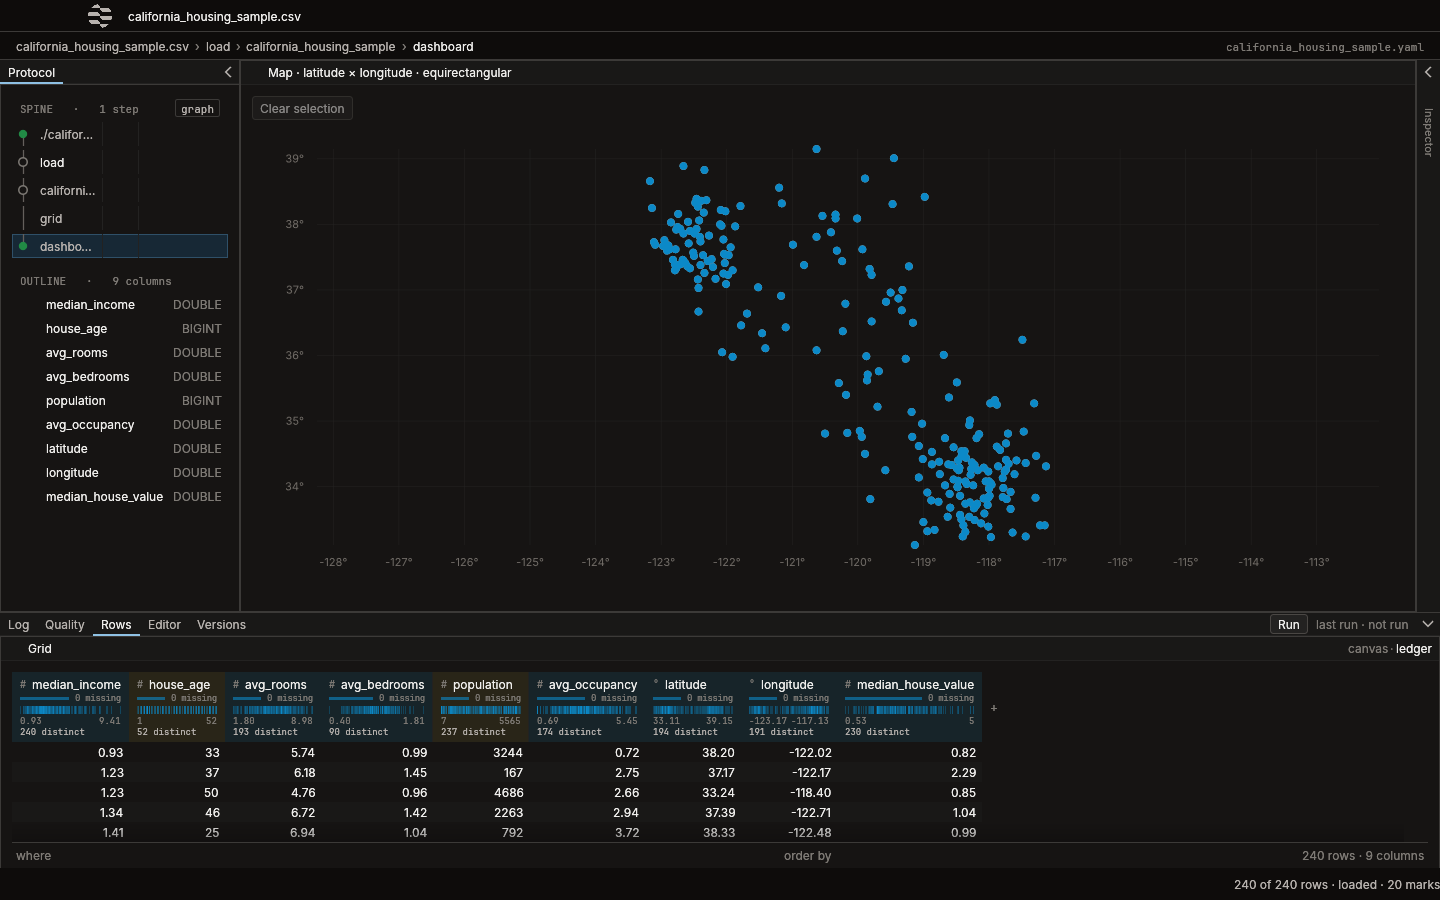 california_housing_sample.csv
california_housing_sample.csv › load › california_housing_sample › dashboard
california_housing_sample.yaml
Protocol
Map · latitude × longitude · equirectangular
SPINE · 1 step graph
Clear selection
./califor...
load
californi...
grid
dashbo...
OUTLINE · 9 columns
median_income DOUBLE
house_age BIGINT
avg_rooms DOUBLE
avg_bedrooms DOUBLE
population BIGINT
avg_occupancy DOUBLE
latitude DOUBLE
longitude DOUBLE
median_house_value DOUBLE
39°
38°
37°
36°
35°
34°
-128° -127° -126° -125° -124° -123° -122° -121° -120° -119° -118° -117° -116° -115° -114° -113°
Inspector
Log Quality Rows Editor Versions
Run last run · not run
Grid
canvas · ledger
# median_income # house_age # avg_rooms # avg_bedrooms # population # avg_occupancy ° latitude ° longitude # median_house_value
0 missing 0 missing 0 missing 0 missing 0 missing 0 missing 0 missing 0 missing 0 missing
0.93 9.41 1 52 1.80 8.98 0.40 1.81 7 5565 0.69 5.45 33.11 39.15 -123.17 -117.13 0.53 5
240 distinct 52 distinct 193 distinct 90 distinct 237 distinct 174 distinct 194 distinct 191 distinct 230 distinct
+
0.93 33 5.74 0.99 3244 0.72 38.20 -122.02 0.82
1.23 37 6.18 1.45 167 2.75 37.17 -122.17 2.29
1.23 50 4.76 0.96 4686 2.66 33.24 -118.40 0.85
1.34 46 6.72 1.42 2263 2.94 37.39 -122.71 1.04
1.41 25 6.94 1.04 792 3.72 38.33 -122.48 0.99
where order by 240 rows · 9 columns
240 of 240 rows · loaded · 20 marks